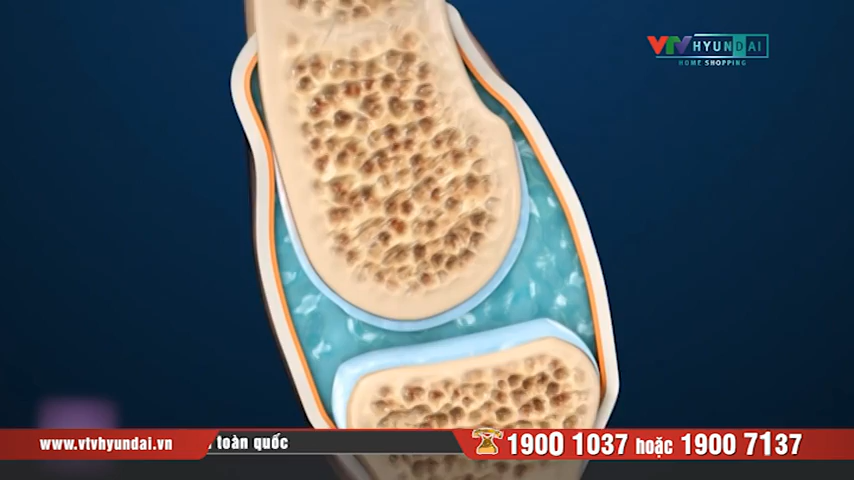 VTV HYUNDAI
HOME SHOPPING
www.vtvhyundai.vn
toàn quốc
1900 1037 hoặc 1900 7137